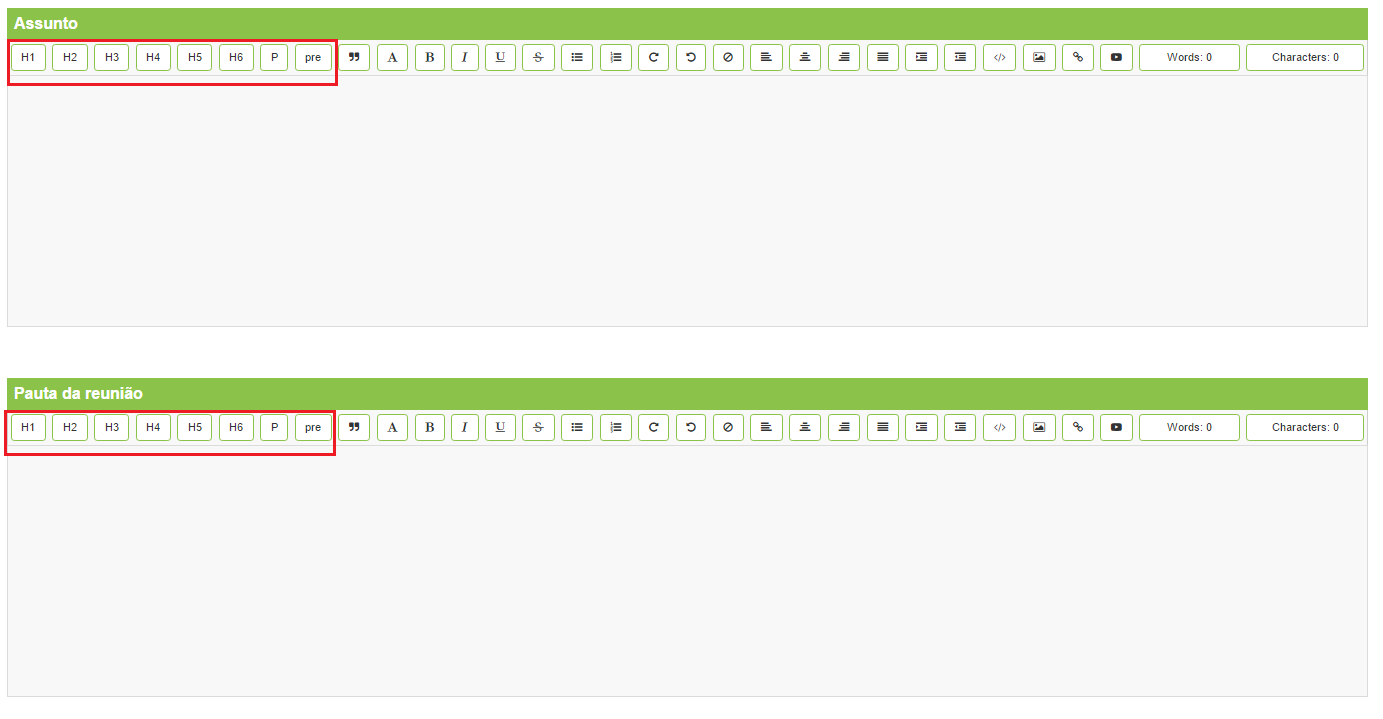 Assunto
H1 H2 H3 H4 H5 H6 P pre ❞ A B I U S </> Words: 0 Characters: 0
Pauta da reunião
H1 H2 H3 H4 H5 H6 P pre ❞ A B I U S </> Words: 0 Characters: 0